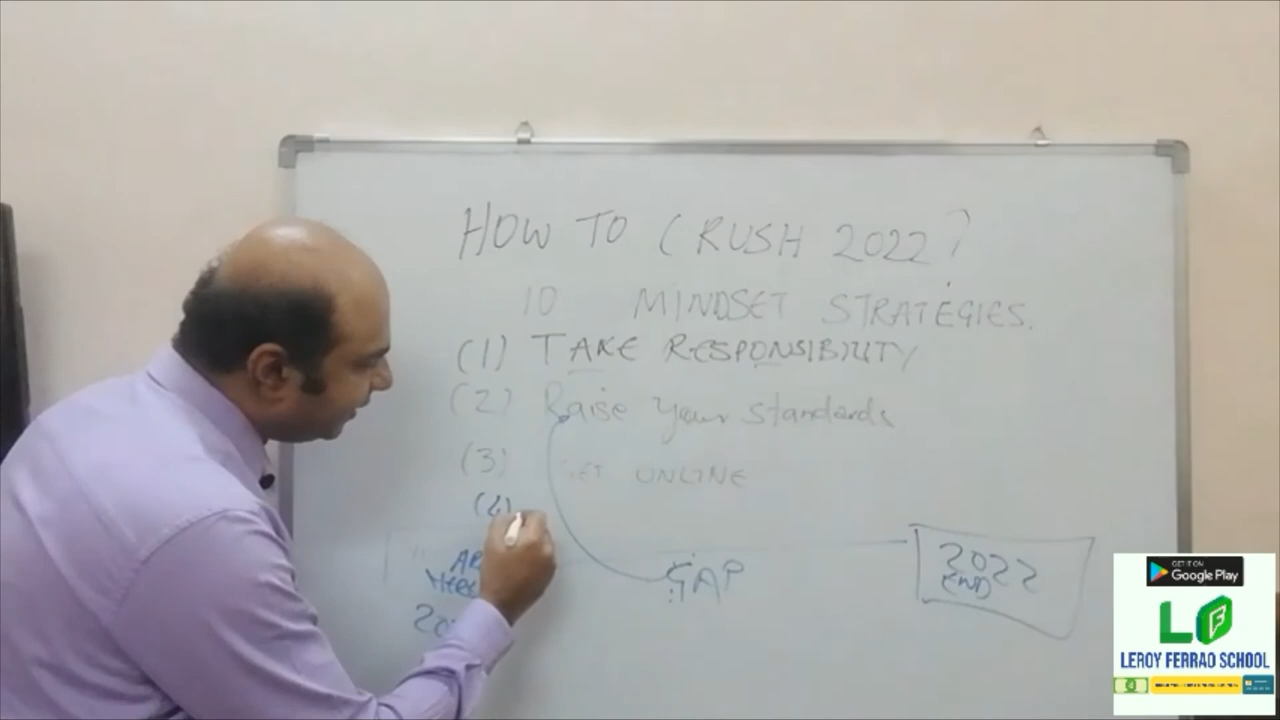 HOW TO CRUSH 2022?
10 MINDSET STRATEGIES.
(1) TAKE RESPONSIBILITY
(2) Raise Your Standards
(3) GET ONLINE
(4)
GAP
2022
END
GET IT ON
Google Play
LF
LEROY FERRAO SCHOOL